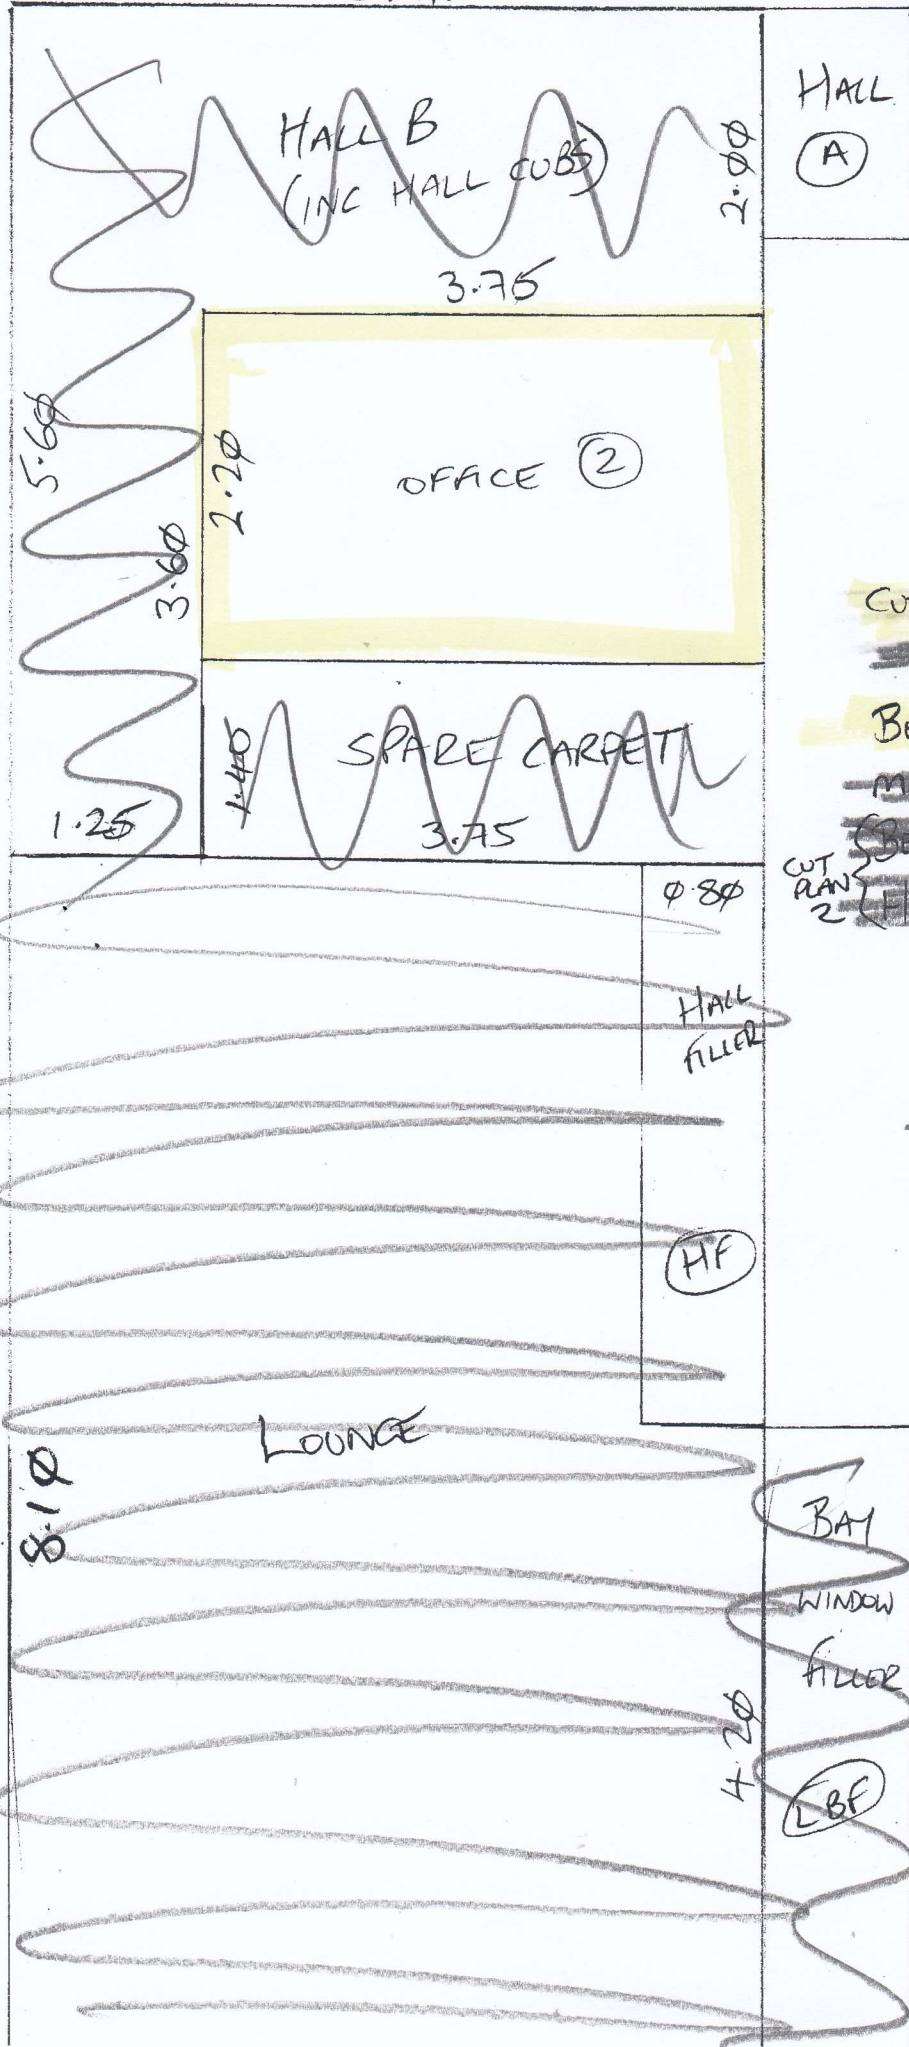 HALL B
(INC HALL CUBS)
2.00
3.75
HALL
A
5.60
3.60
2.20
OFFICE 2
1.25
1.40
SPARE CARPET
3.75
CUT
PLAN
2
0.80
HALL
FILLER
HF
LOUNGE
8.10
4.20
BAY
WINDOW
FILLER
LBF